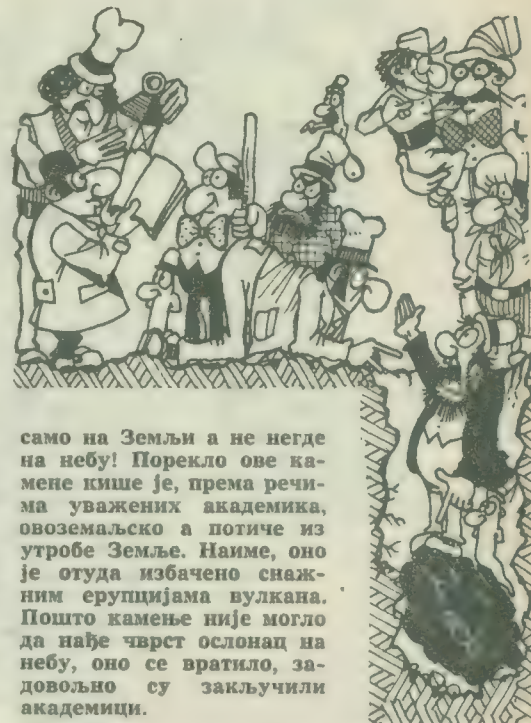 само на Земљи а не негде
на небу! Порекло ове ка-
мене кише је, према речи-
ма уважених академика,
овоземаљско а потиче из
утробе Земље. Наиме, оно
је отуда избачено снаж-
ним ерупцијама вулкана.
Пошто камење није могло
да нађе чврст ослонац на
небу, оно се вратило, за-
довољно су закључили
академици.